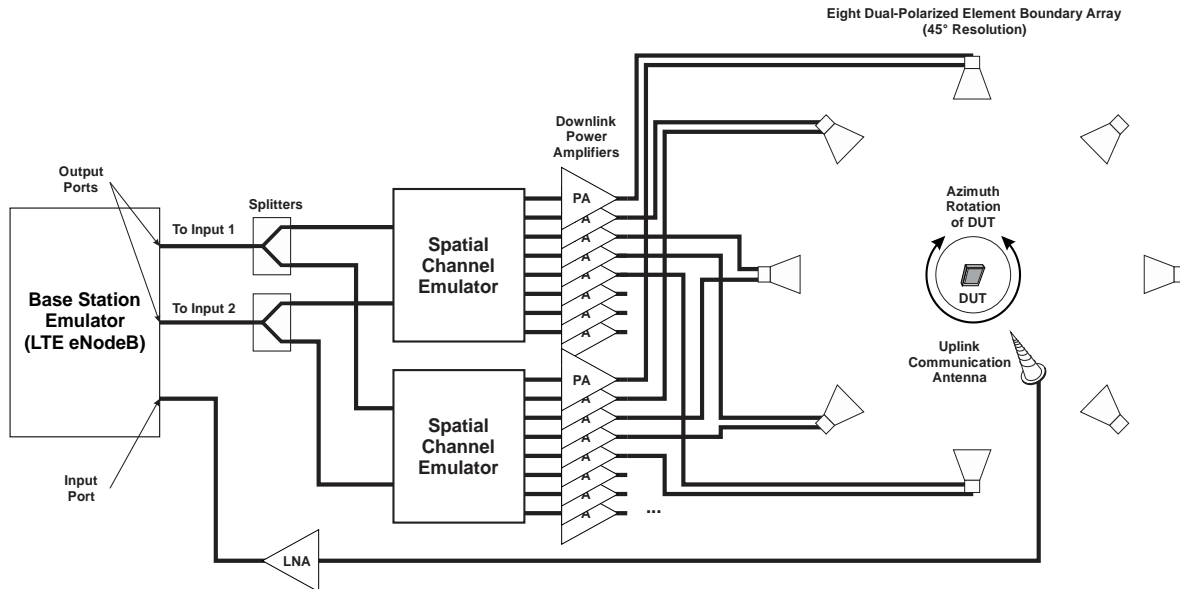 Eight Dual-Polarized Element Boundary Array
(45° Resolution)
Downlink
Power
Amplifiers
Output
Ports
Splitters
To Input 1
To Input 2
Base Station
Emulator
(LTE eNodeB)
Input
Port
Spatial
Channel
Emulator
PA
A
A
A
A
A
A
A
Spatial
Channel
Emulator
PA
A
A
A
A
A
A
A
...
Azimuth
Rotation
of DUT
DUT
Uplink
Communication
Antenna
LNA